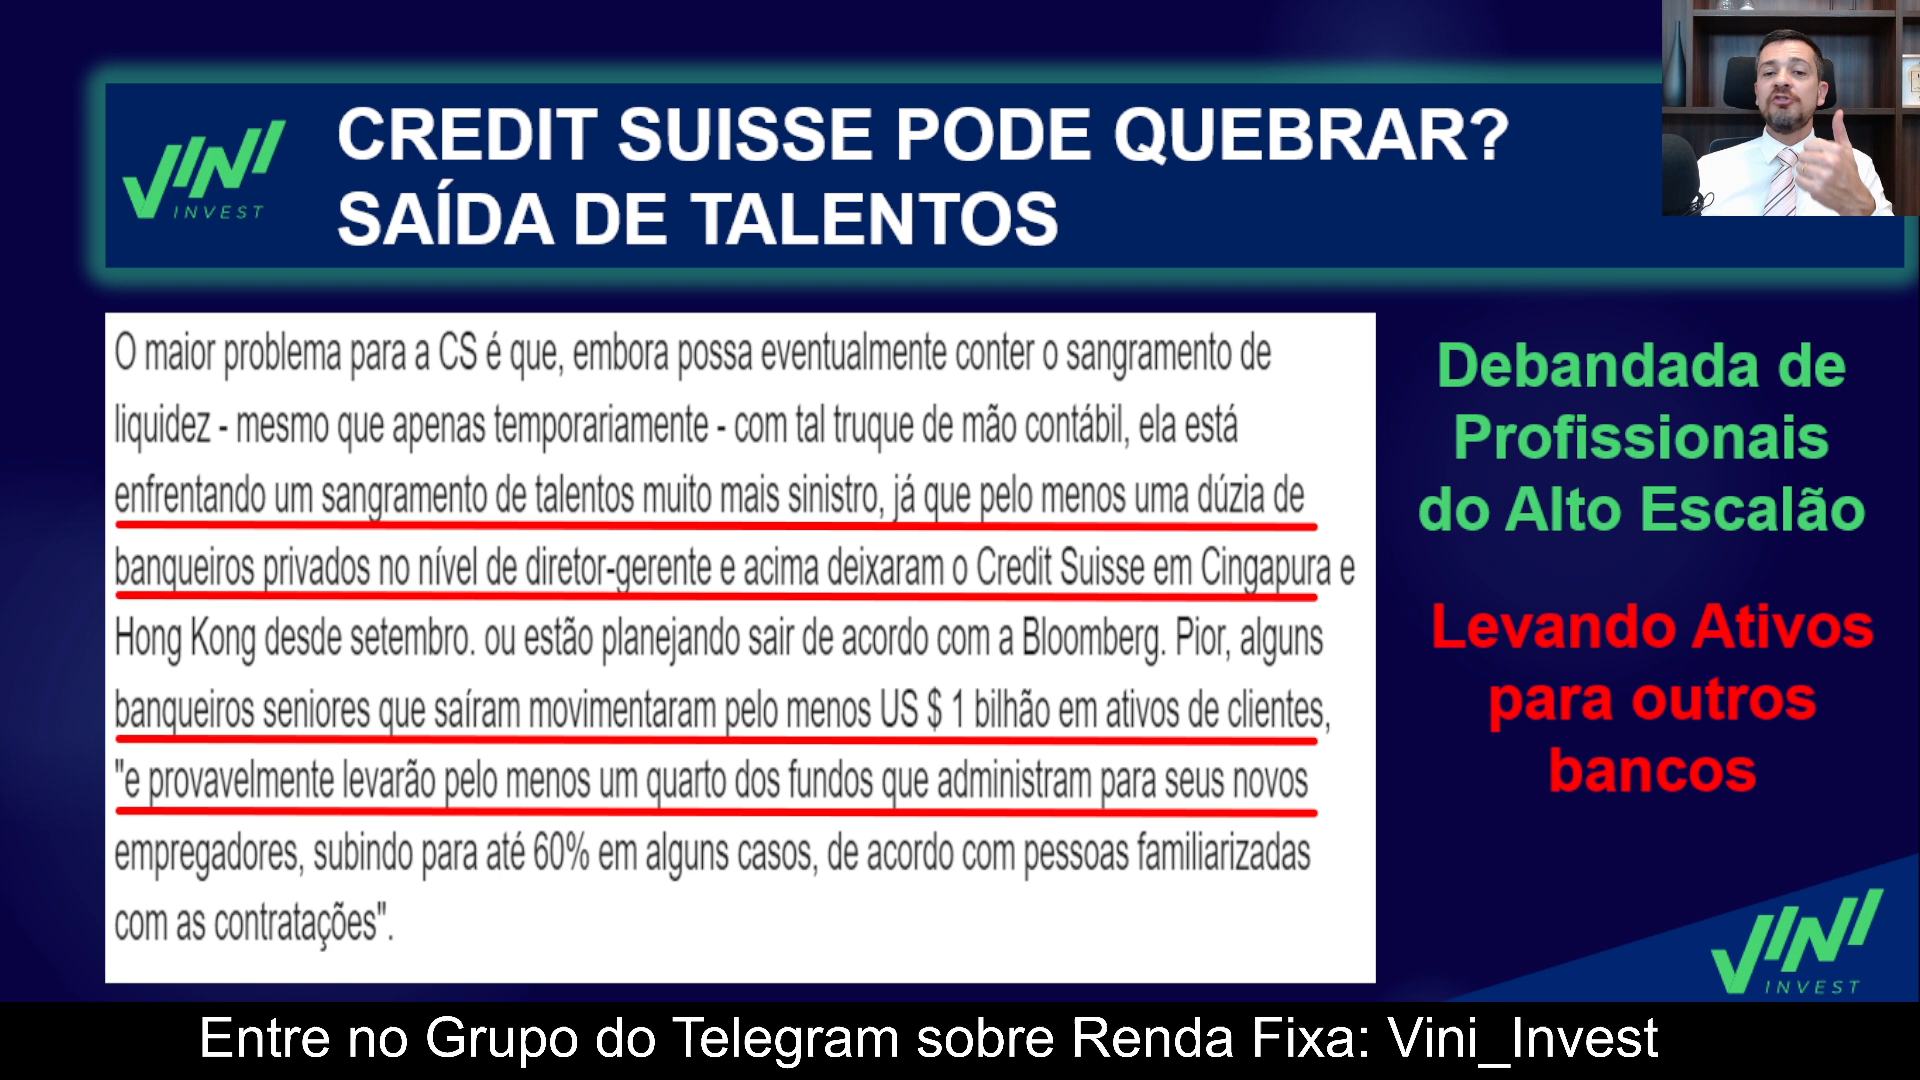 VINI
INVEST
CREDIT SUISSE PODE QUEBRAR?
SAÍDA DE TALENTOS
O maior problema para a CS é que, embora possa eventualmente conter o sangramento de
liquidez - mesmo que apenas temporariamente - com tal truque de mão contábil, ela está
enfrentando um sangramento de talentos muito mais sinistro, já que pelo menos uma dúzia de
banqueiros privados no nível de diretor-gerente e acima deixaram o Credit Suisse em Cingapura e
Hong Kong desde setembro. ou estão planejando sair de acordo com a Bloomberg. Pior, alguns
banqueiros seniores que saíram movimentaram pelo menos US $ 1 bilhão em ativos de clientes,
"e provavelmente levarão pelo menos um quarto dos fundos que administram para seus novos
empregadores, subindo para até 60% em alguns casos, de acordo com pessoas familiarizadas
com as contratações".
Debandada de
Profissionais
do Alto Escalão
Levando Ativos
para outros
bancos
VINI
INVEST
Entre no Grupo do Telegram sobre Renda Fixa: Vini_Invest